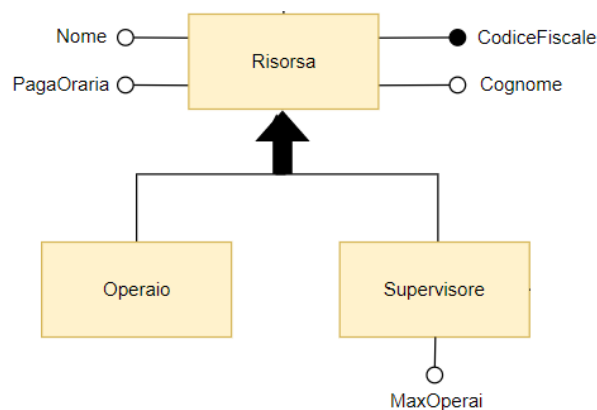 Nome
CodiceFiscale
Risorsa
PagaOraria
Cognome
Operaio
Supervisore
MaxOperai